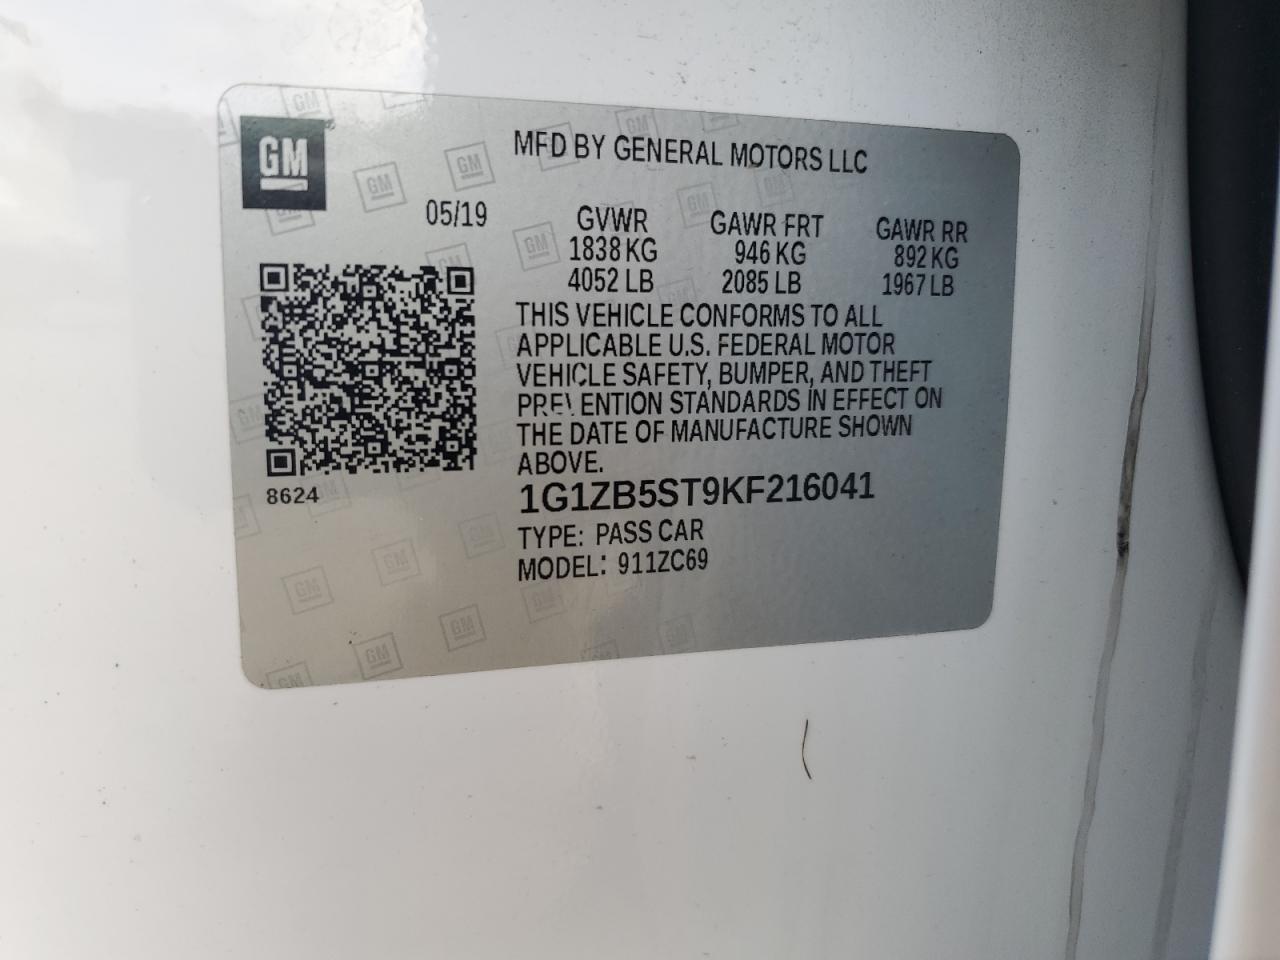 GM
MFD BY GENERAL MOTORS LLC
05/19
GVWR GAWR FRT GAWR RR
1838 KG 946 KG 892 KG
4052 LB 2085 LB 1967 LB
THIS VEHICLE CONFORMS TO ALL
APPLICABLE U.S. FEDERAL MOTOR
VEHICLE SAFETY, BUMPER, AND THEFT
PREVENTION STANDARDS IN EFFECT ON
THE DATE OF MANUFACTURE SHOWN
ABOVE.
8624
1G1ZB5ST9KF216041
TYPE: PASS CAR
MODEL: 911ZC69